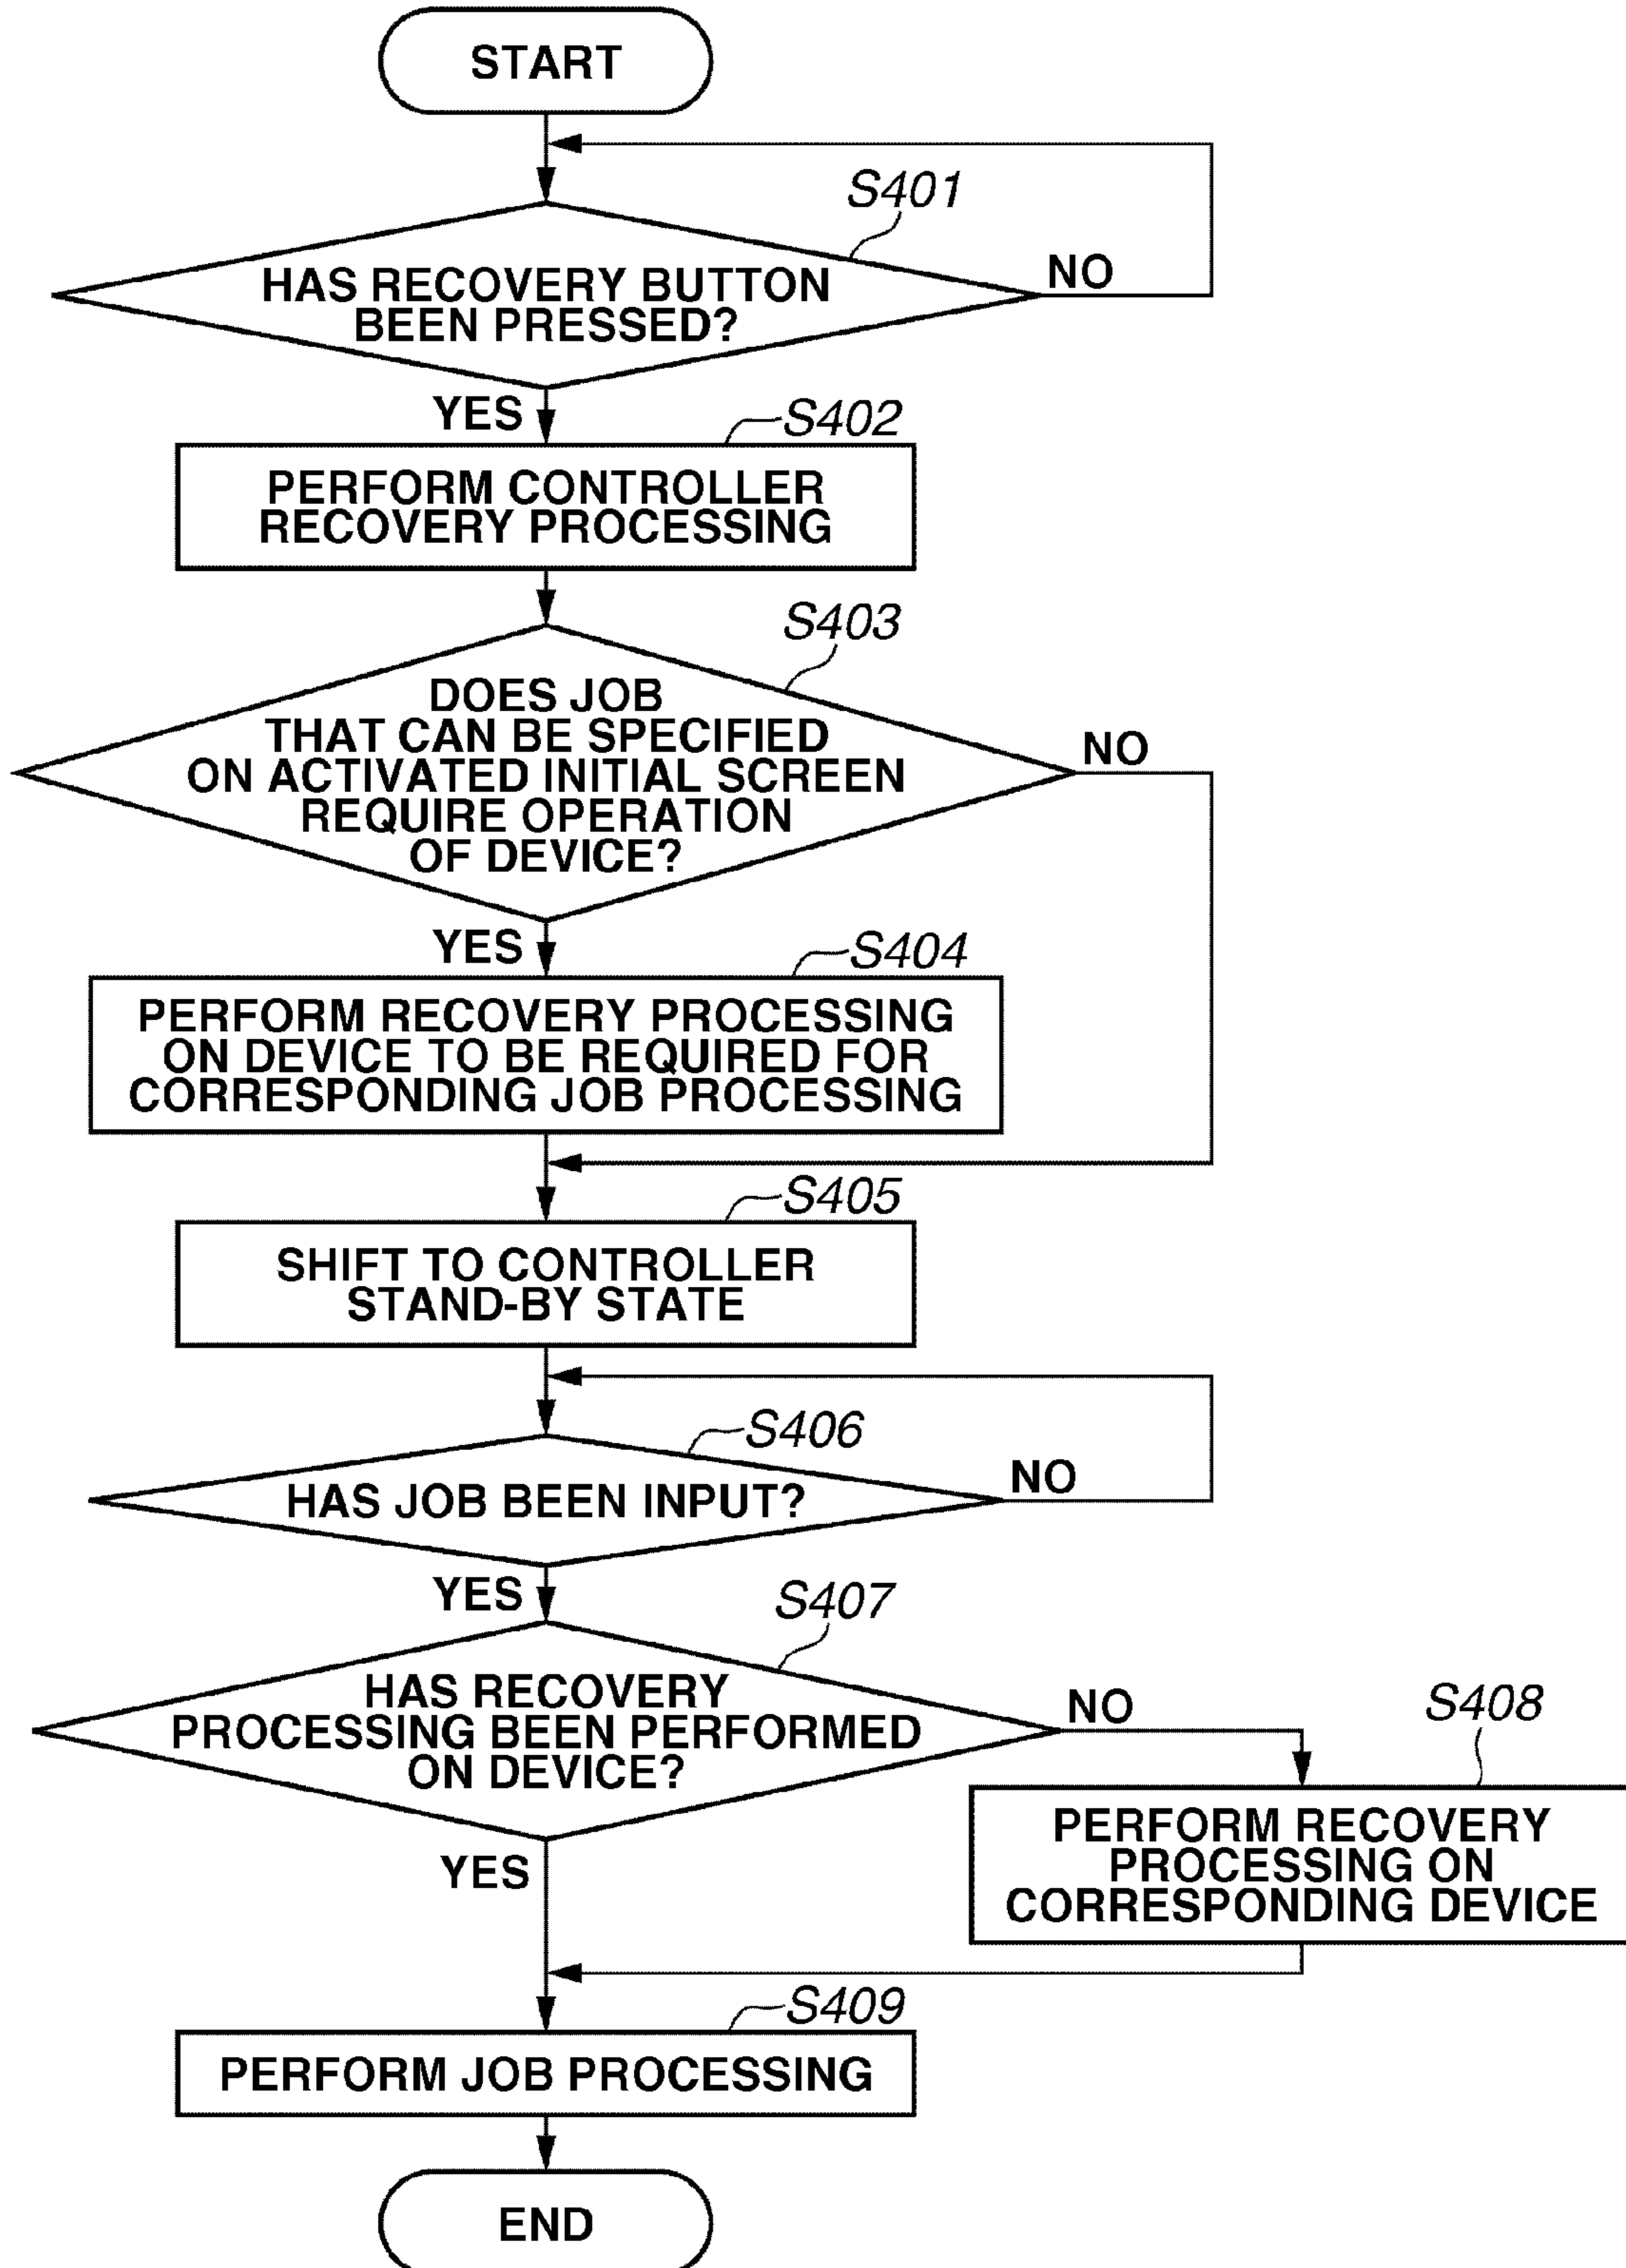 START
S401
HAS RECOVERY BUTTON
BEEN PRESSED?
NO
YES
S402
PERFORM CONTROLLER
RECOVERY PROCESSING
S403
DOES JOB
THAT CAN BE SPECIFIED
ON ACTIVATED INITIAL SCREEN
REQUIRE OPERATION
OF DEVICE?
NO
YES
S404
PERFORM RECOVERY PROCESSING
ON DEVICE TO BE REQUIRED FOR
CORRESPONDING JOB PROCESSING
S405
SHIFT TO CONTROLLER
STAND-BY STATE
S406
HAS JOB BEEN INPUT?
NO
YES
S407
HAS RECOVERY
PROCESSING BEEN PERFORMED
ON DEVICE?
NO
S408
PERFORM RECOVERY
PROCESSING ON
CORRESPONDING DEVICE
YES
S409
PERFORM JOB PROCESSING
END